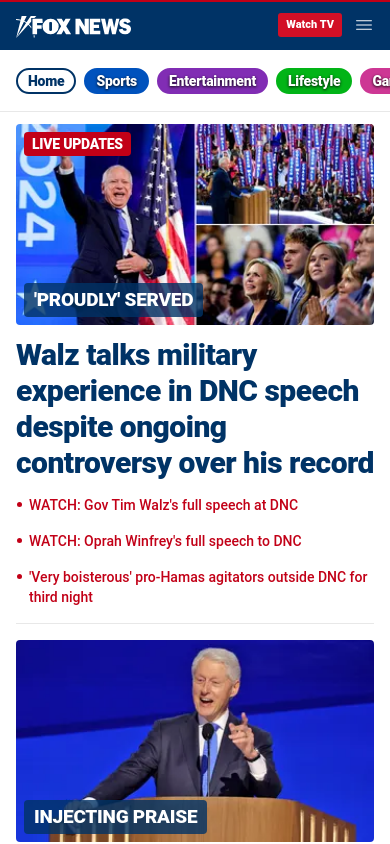 FOX NEWS
Watch TV
Home
Sports
Entertainment
Lifestyle
2024
LIVE UPDATES
'PROUDLY' SERVED
Walz talks military
experience in DNC speech
despite ongoing
controversy over his record
• WATCH: Gov Tim Walz's full speech at DNC
• WATCH: Oprah Winfrey's full speech to DNC
• 'Very boisterous' pro-Hamas agitators outside DNC for
third night
INJECTING PRAISE